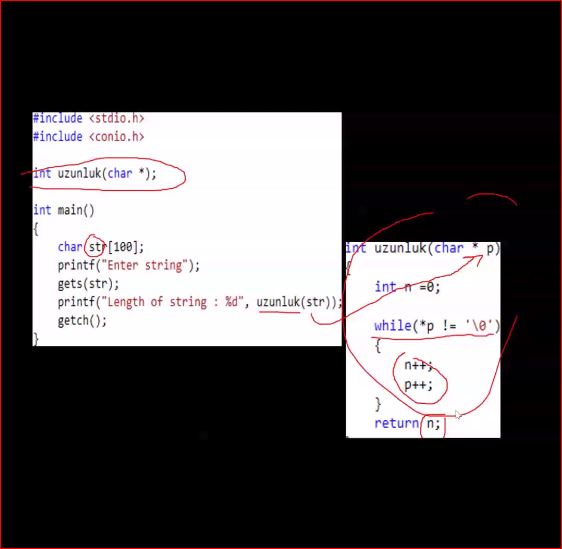 #include <stdio.h>
#include <conio.h>
int uzunluk(char *);
int main()
{
char str[100];
printf("Enter string");
gets(str);
printf("Length of string : %d", uzunluk(str));
getch();
}
int uzunluk(char * p)
{
int n =0;
while(*p != '\0')
{
n++;
p++;
}
return n;